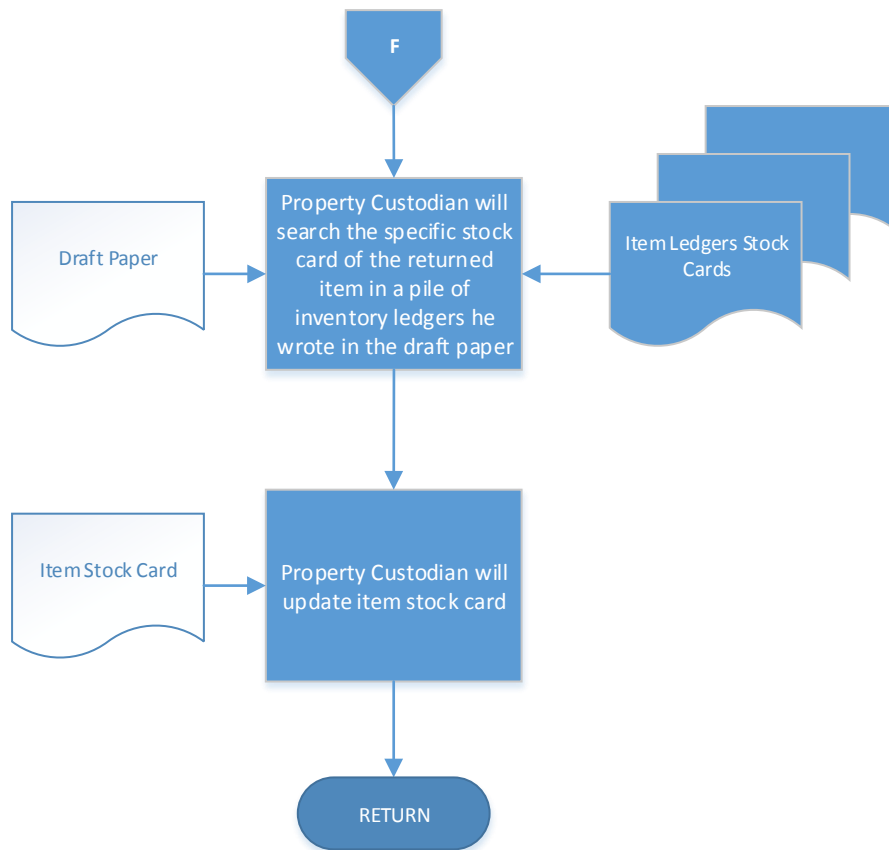 F
Draft Paper
Property Custodian will
search the specific stock
card of the returned
item in a pile of
inventory ledgers he
wrote in the draft paper
Item Ledgers Stock
Cards
Item Stock Card
Property Custodian will
update item stock card
RETURN